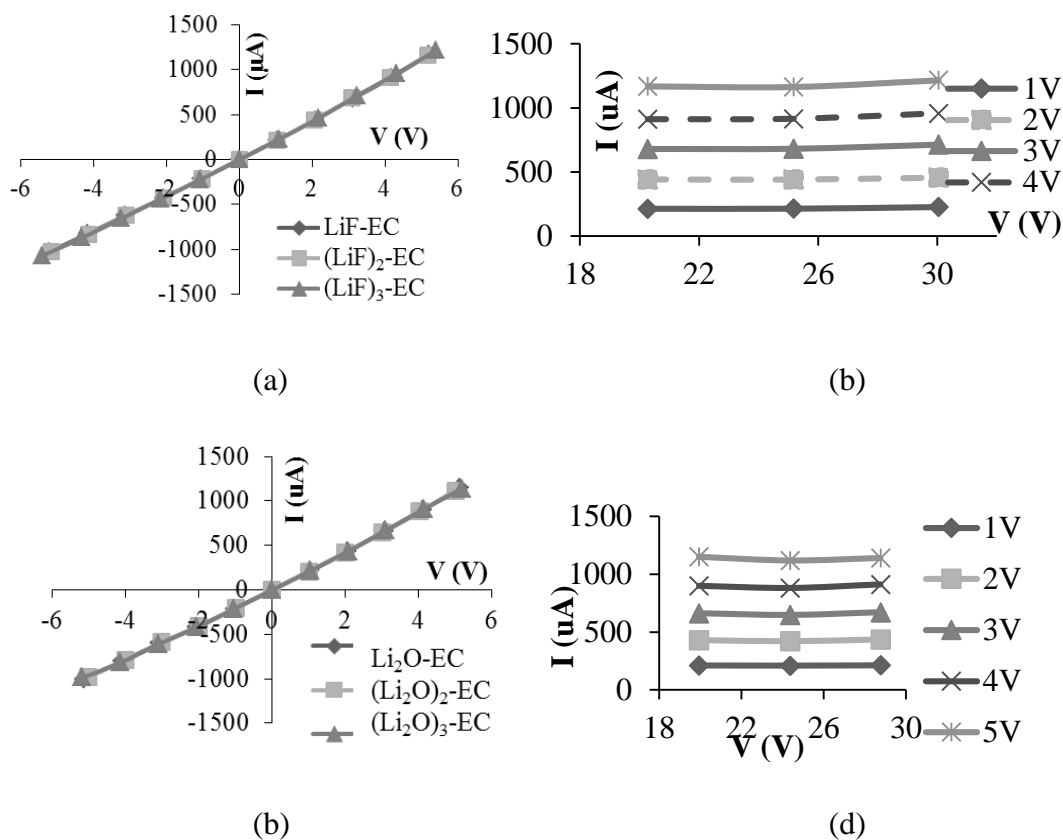 1500
1000
500
0
-500
-1000
-1500
-6 -4 -2 0 2 4 6
I (µA)
V (V)
LiF-EC
(LiF)₂-EC
(LiF)₃-EC
(a)
1500
1000
500
0
18 22 26 30
I (uA)
V (V)
1V
2V
3V
4V
(b)
1500
1000
500
0
-500
-1000
-1500
-6 -4 -2 0 2 4 6
I (uA)
V (V)
Li₂O-EC
(Li₂O)₂-EC
(Li₂O)₃-EC
(b)
1500
1000
500
0
18 22 26 30
I (uA)
V (V)
1V
2V
3V
4V
5V
(d)